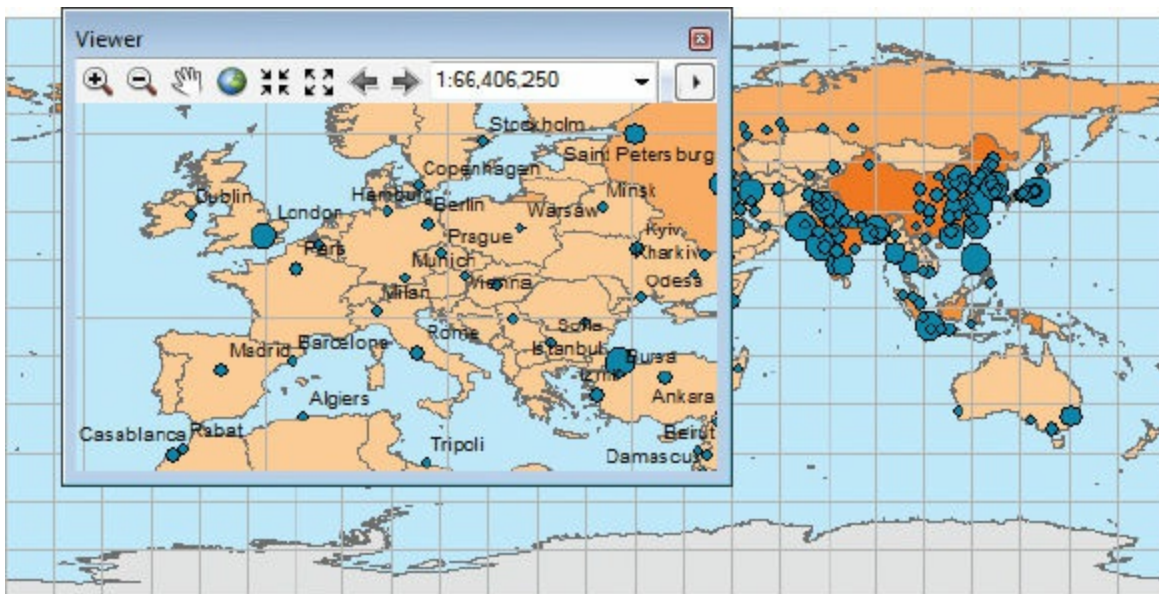 Viewer
1:66,406,250
Stockholm
Saint Petersburg
Copenhagen
Dublin
Hamburg
Minsk
London
Berlin
Warsaw
Paris
Prague
Kyiv
Kharkiv
Munich
Vienna
Odesa
Milan
Rome
Sofia
Madrid
Barcelona
Istanbul
Bursa
Izmir
Ankara
Algiers
Casablanca
Rabat
Tripoli
Beirut
Damascus